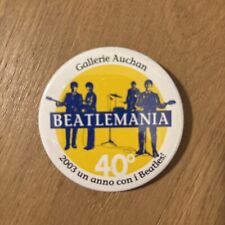 Gallerie Auchan
BEATLEMANIA
40°
2003 un anno con i Beatles!